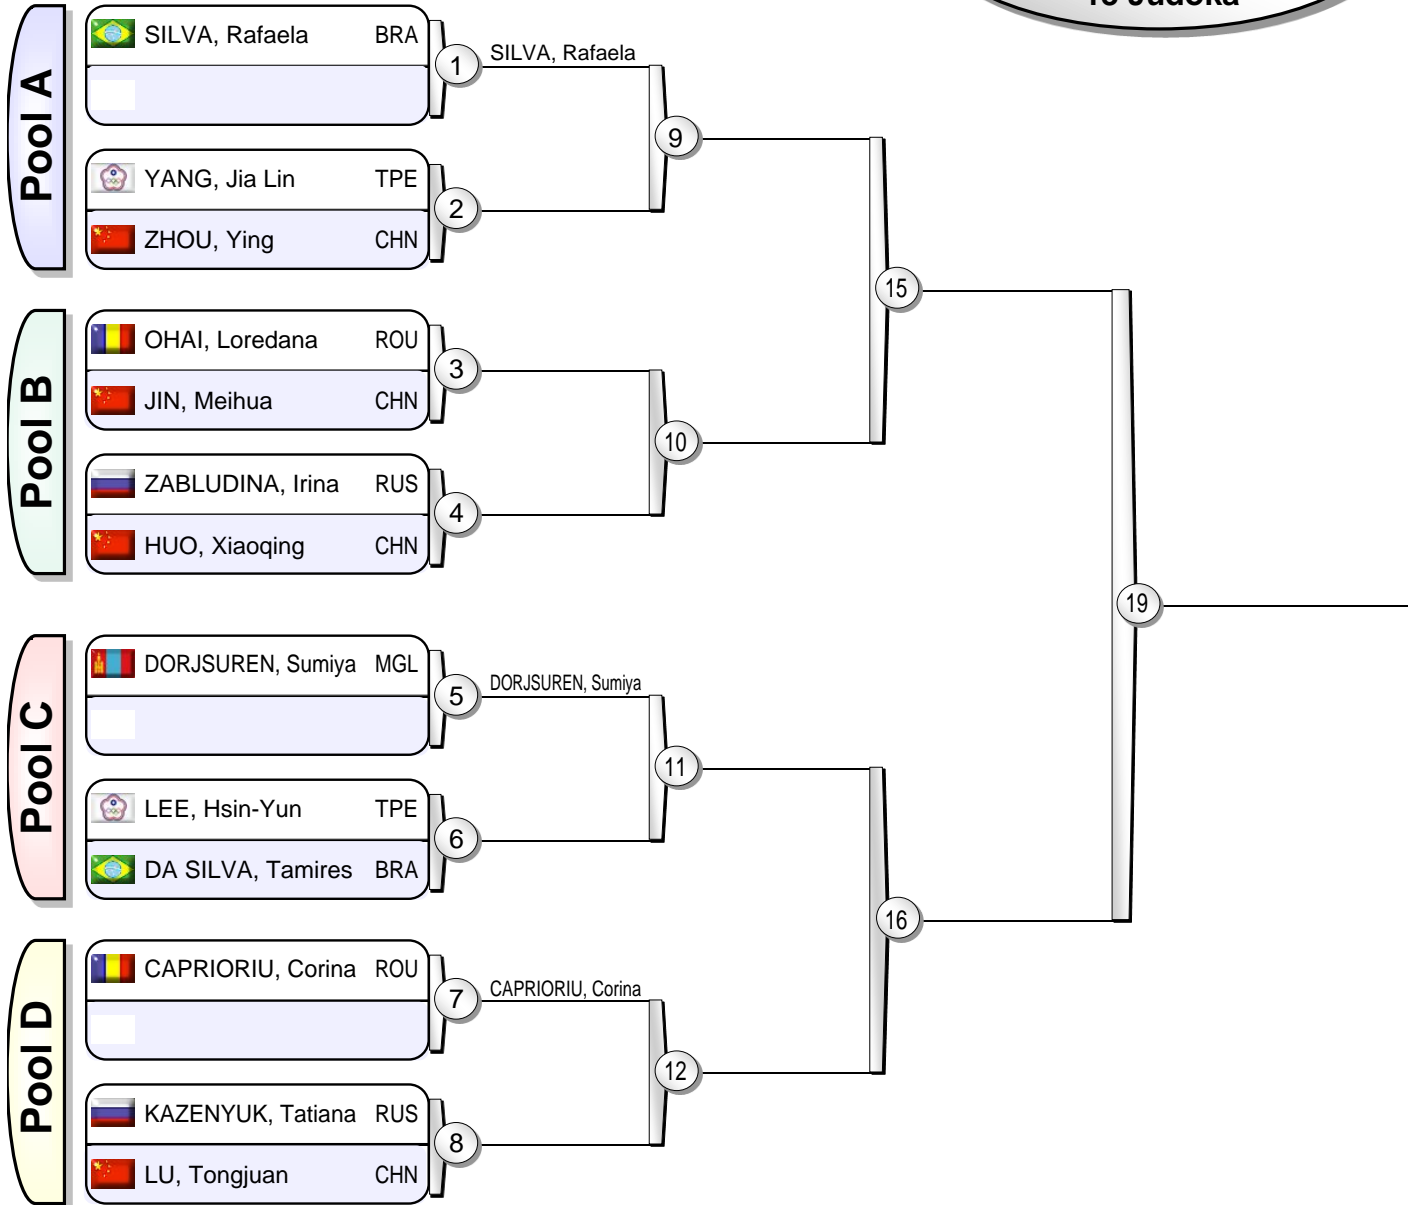 Judoka
Pool A
SILVA, Rafaela BRA
1
SILVA, Rafaela
9
YANG, Jia Lin TPE
2
ZHOU, Ying CHN
15
Pool B
OHAI, Loredana ROU
3
JIN, Meihua CHN
10
ZABLUDINA, Irina RUS
4
HUO, Xiaoqing CHN
19
Pool C
DORJSUREN, Sumiya MGL
5
DORJSUREN, Sumiya
11
LEE, Hsin-Yun TPE
6
DA SILVA, Tamires BRA
16
Pool D
CAPRIORIU, Corina ROU
7
CAPRIORIU, Corina
12
KAZENYUK, Tatiana RUS
8
LU, Tongjuan CHN